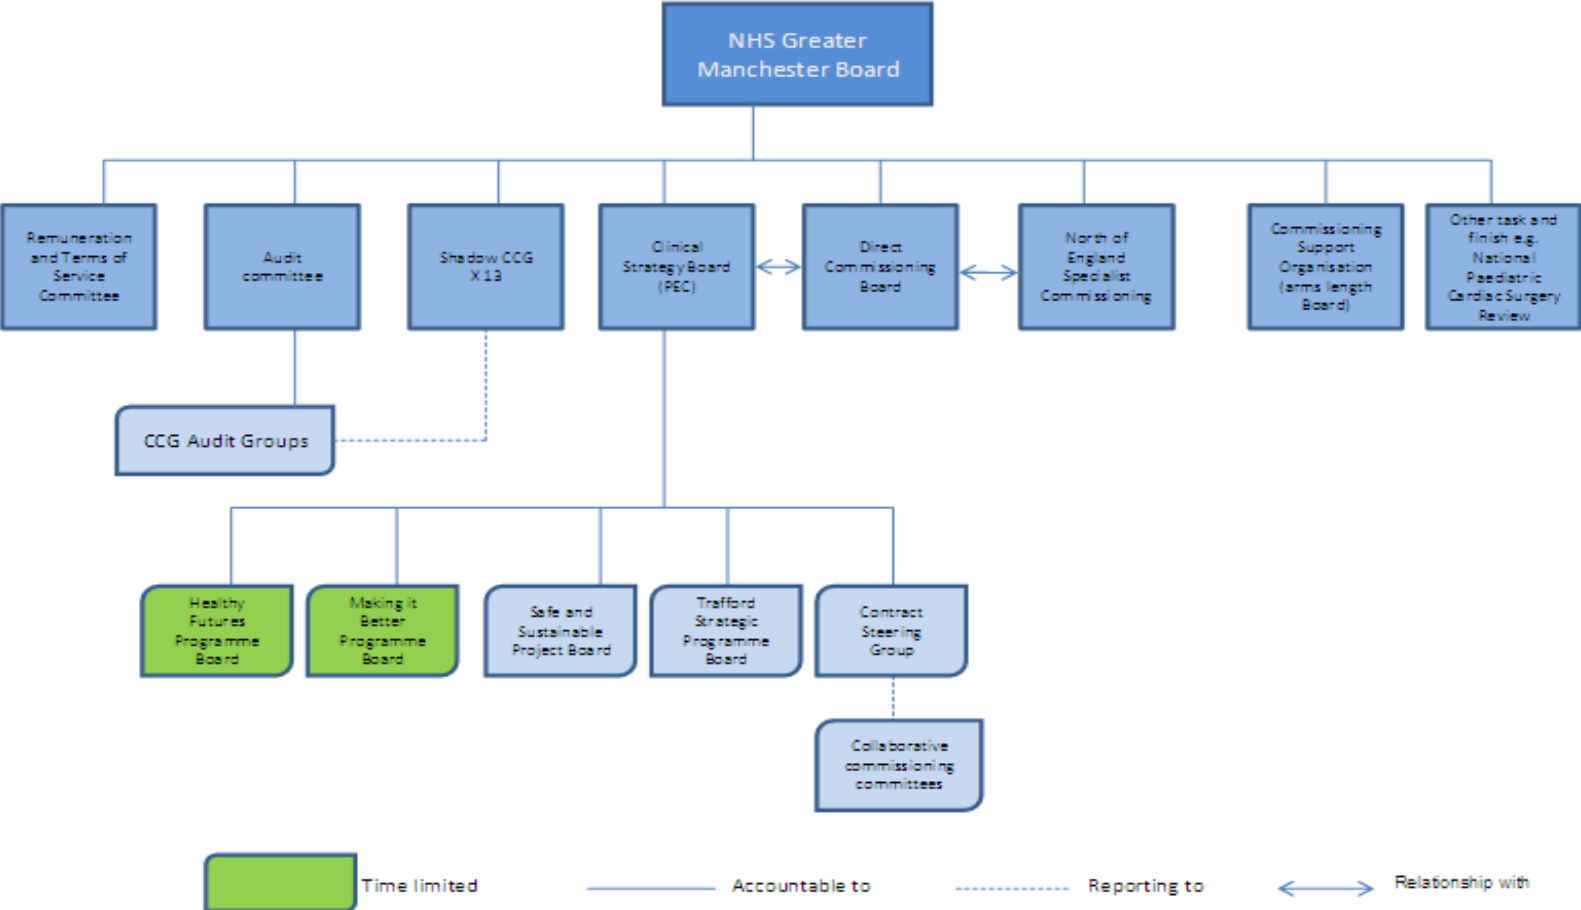 NHS Greater
Manchester Board
Remuneration
and Terms of
Service
Committee
Audit
committee
Shadow CCG
X 13
Clinical
Strategy Board
(PEC)
Direct
Commissioning
Board
North of
England
Specialist
Commissioning
Commissioning
Support
Organisation
(arms length
Board)
Other task and
finish e.g.
National
Paediatric
Cardiac Surgery
Review
CCG Audit Groups
Healthy
Futures
Programme
Board
Making it
Better
Programme
Board
Safe and
Sustainable
Project Board
Trafford
Strategic
Programme
Board
Contract
Steering
Group
Collaborative
commissioning
committees
Time limited
Accountable to
Reporting to
Relationship with